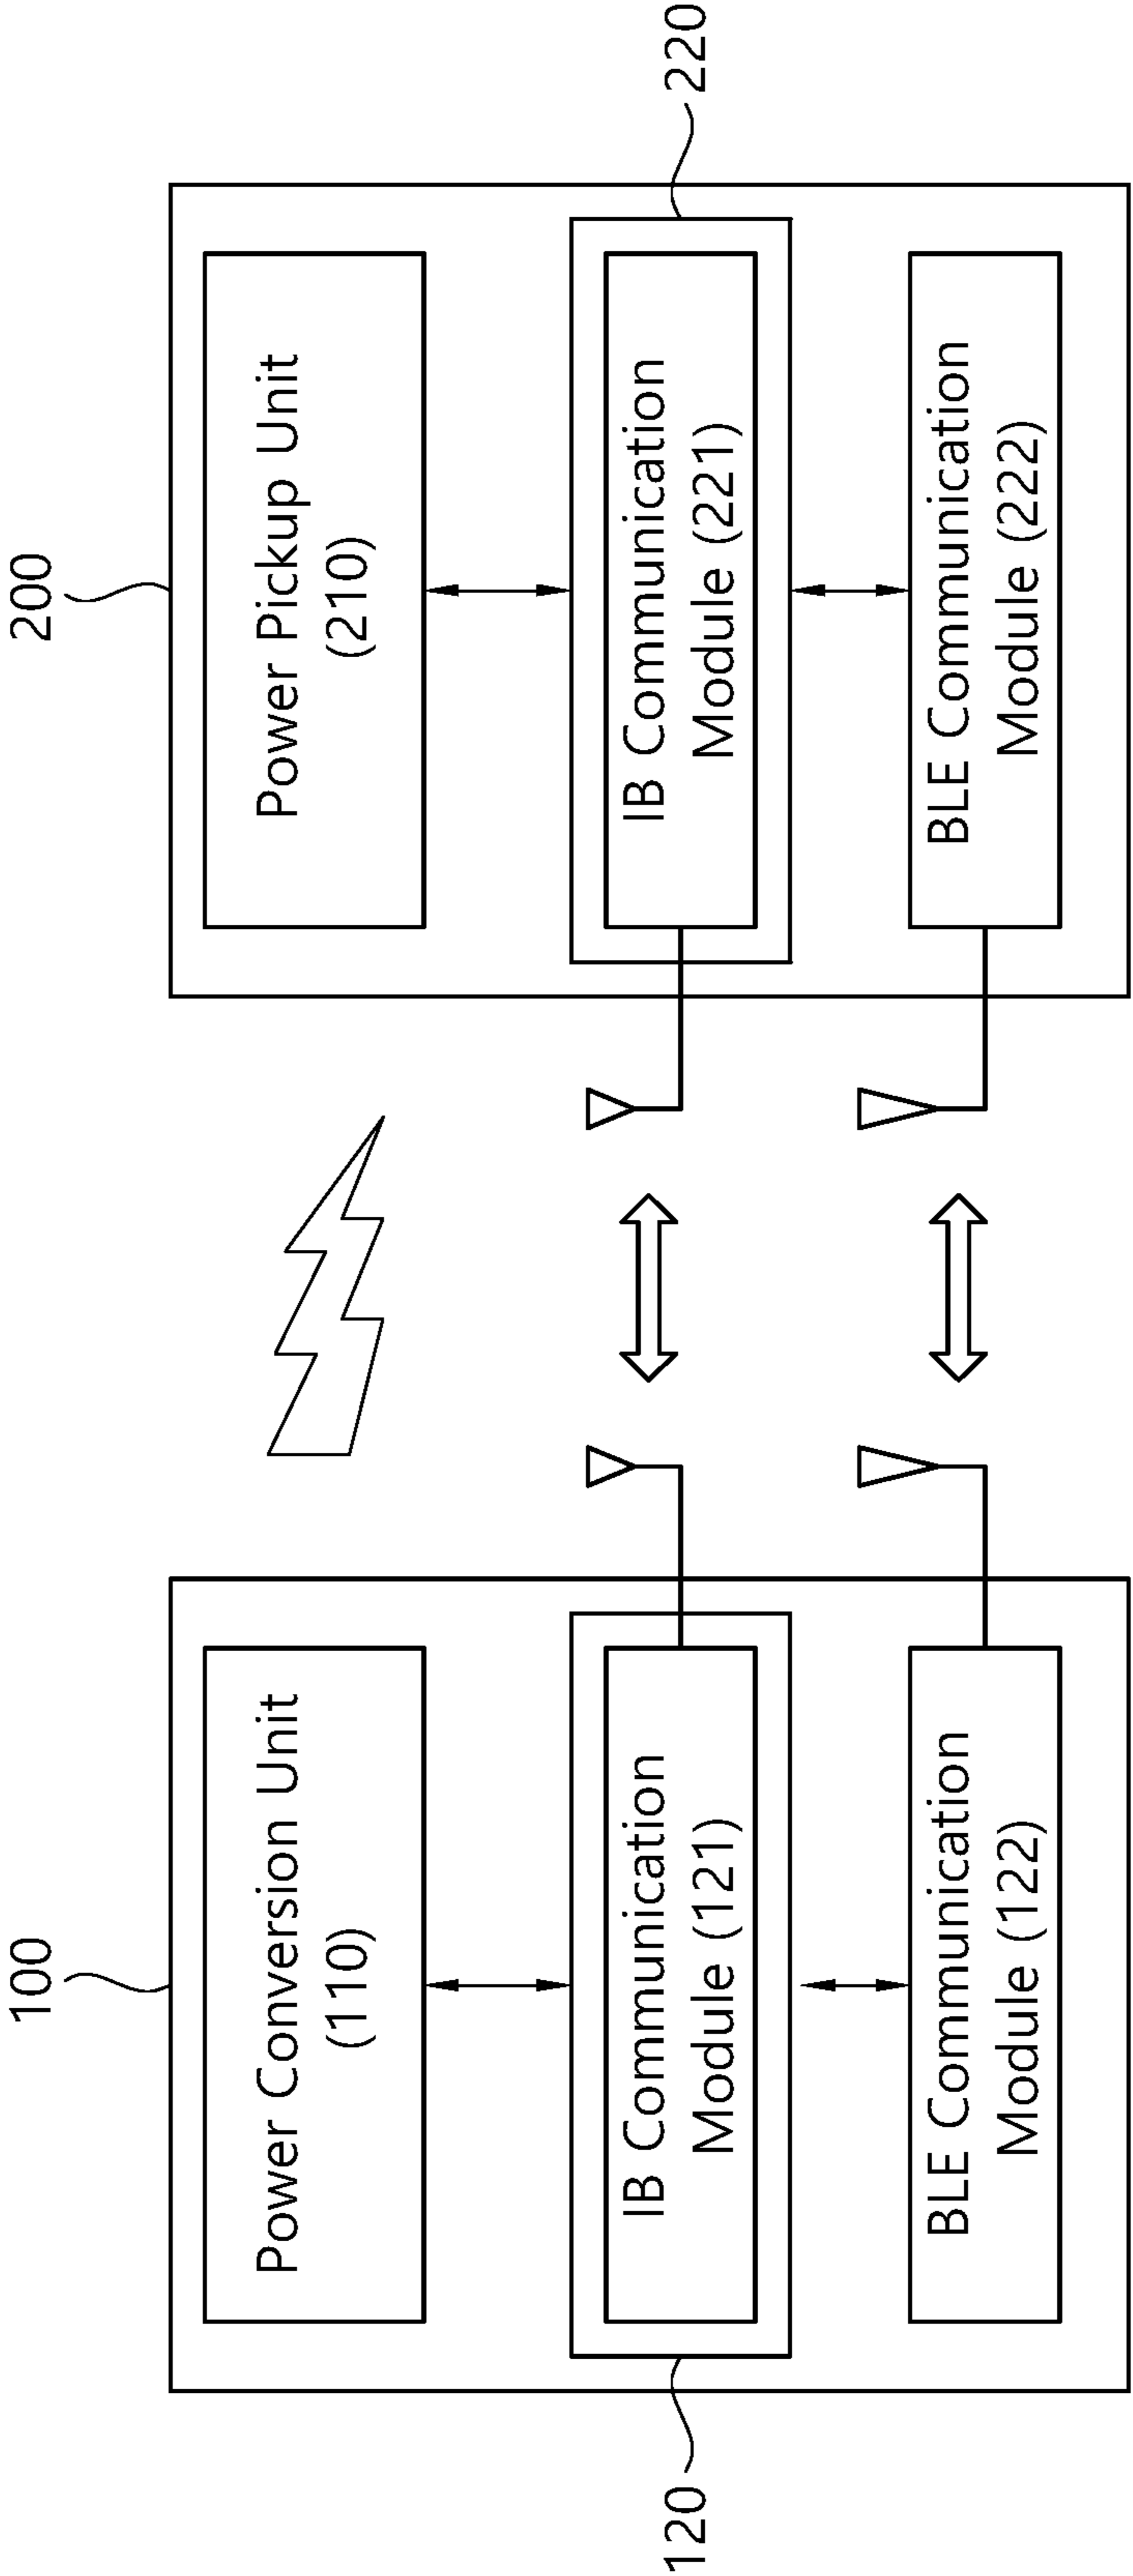 100
200
Power Conversion Unit
(110)
Power Pickup Unit
(210)
120
IB Communication
Module (121)
IB Communication
Module (221)
220
BLE Communication
Module (122)
BLE Communication
Module (222)